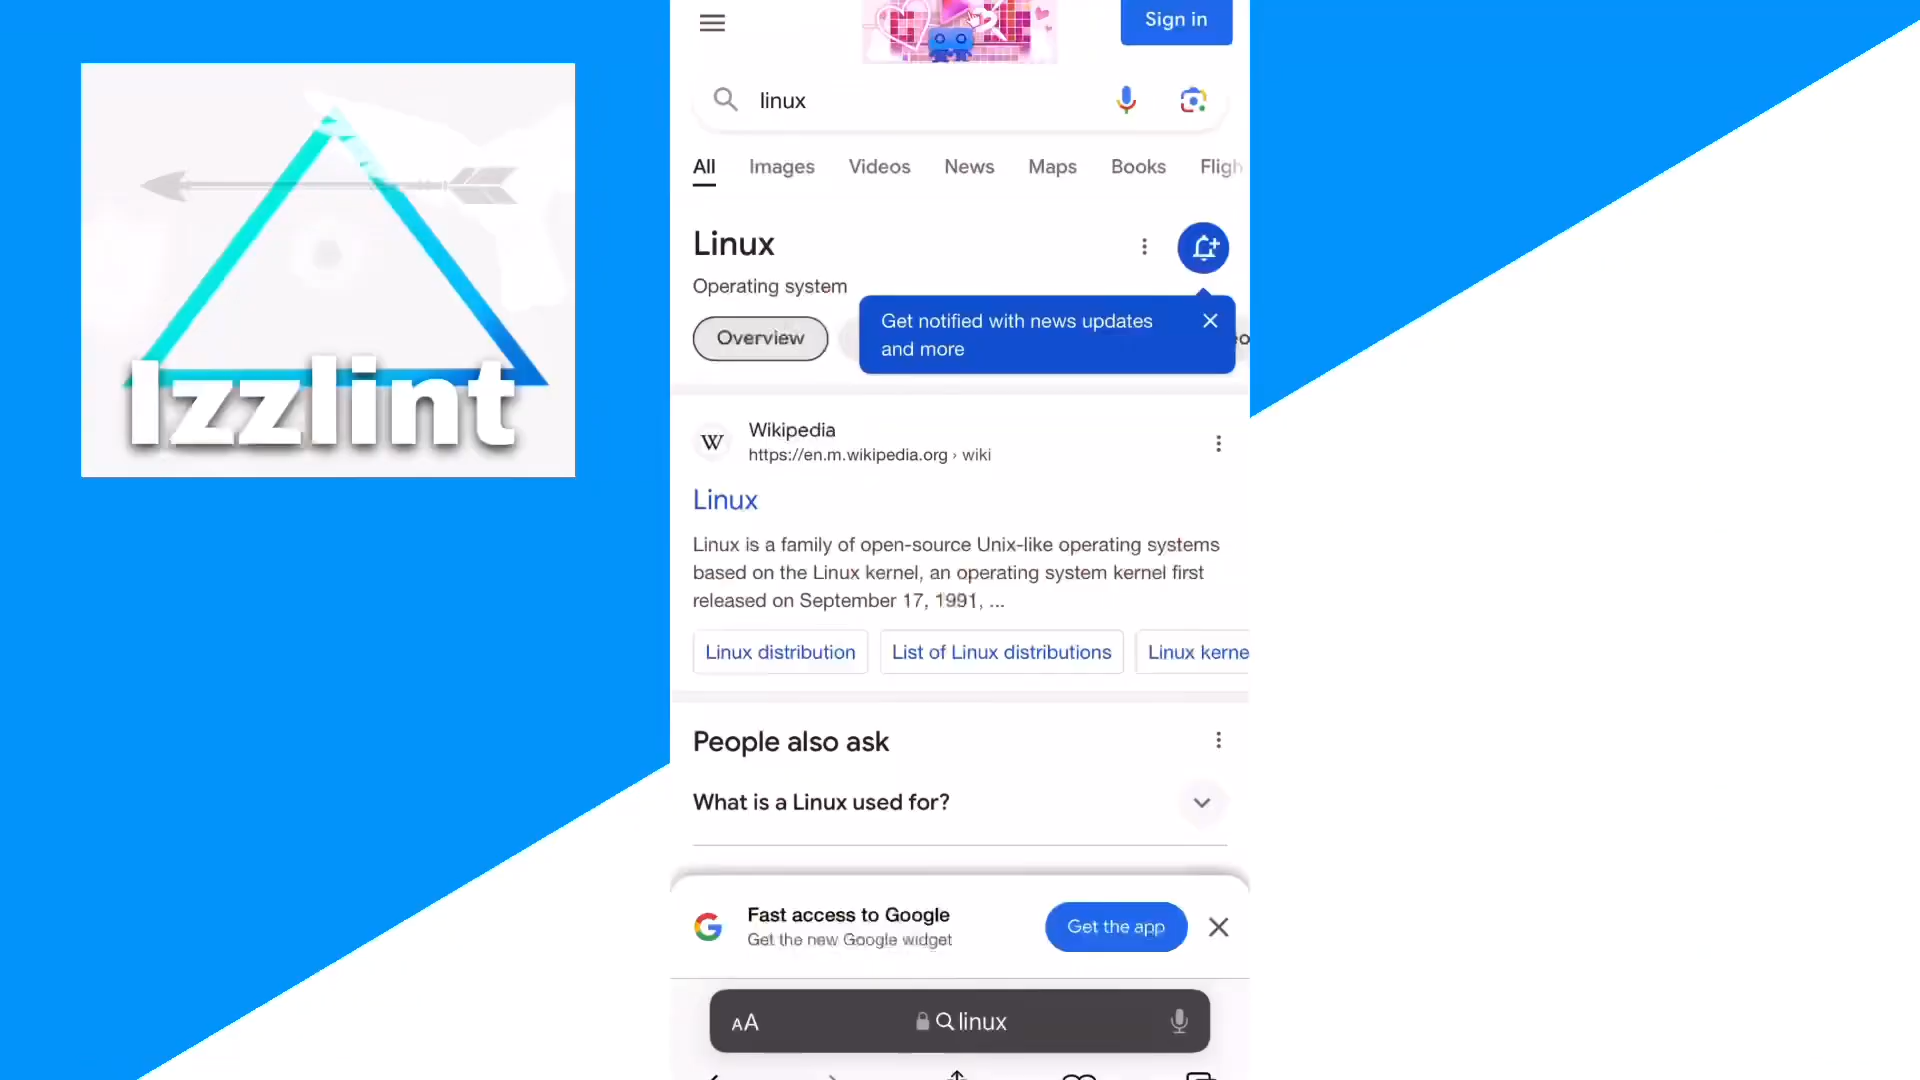 Izzlint
Sign in
linux
All Images Videos News Maps Books Fligh
Linux
Operating system
Overview
Get notified with news updates
and more
W
Wikipedia
https://en.m.wikipedia.org › wiki
Linux
Linux is a family of open-source Unix-like operating systems
based on the Linux kernel, an operating system kernel first
released on September 17, 1991, ...
Linux distribution
List of Linux distributions
Linux kerne
People also ask
What is a Linux used for?
G
Fast access to Google
Get the new Google widget
Get the app
AA
linux